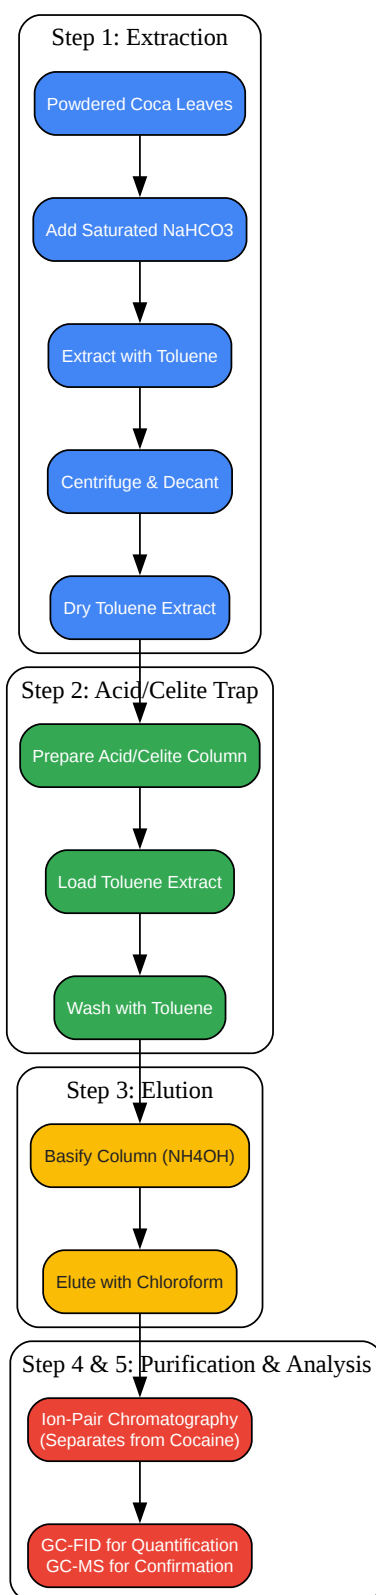 Step 1: Extraction
Powdered Coca Leaves
Add Saturated NaHCO3
Extract with Toluene
Centrifuge & Decant
Dry Toluene Extract
Step 2: Acid/Celite Trap
Prepare Acid/Celite Column
Load Toluene Extract
Wash with Toluene
Step 3: Elution
Basify Column (NH4OH)
Elute with Chloroform
Step 4 & 5: Purification & Analysis
Ion-Pair Chromatography
(Separates from Cocaine)
GC-FID for Quantification
GC-MS for Confirmation